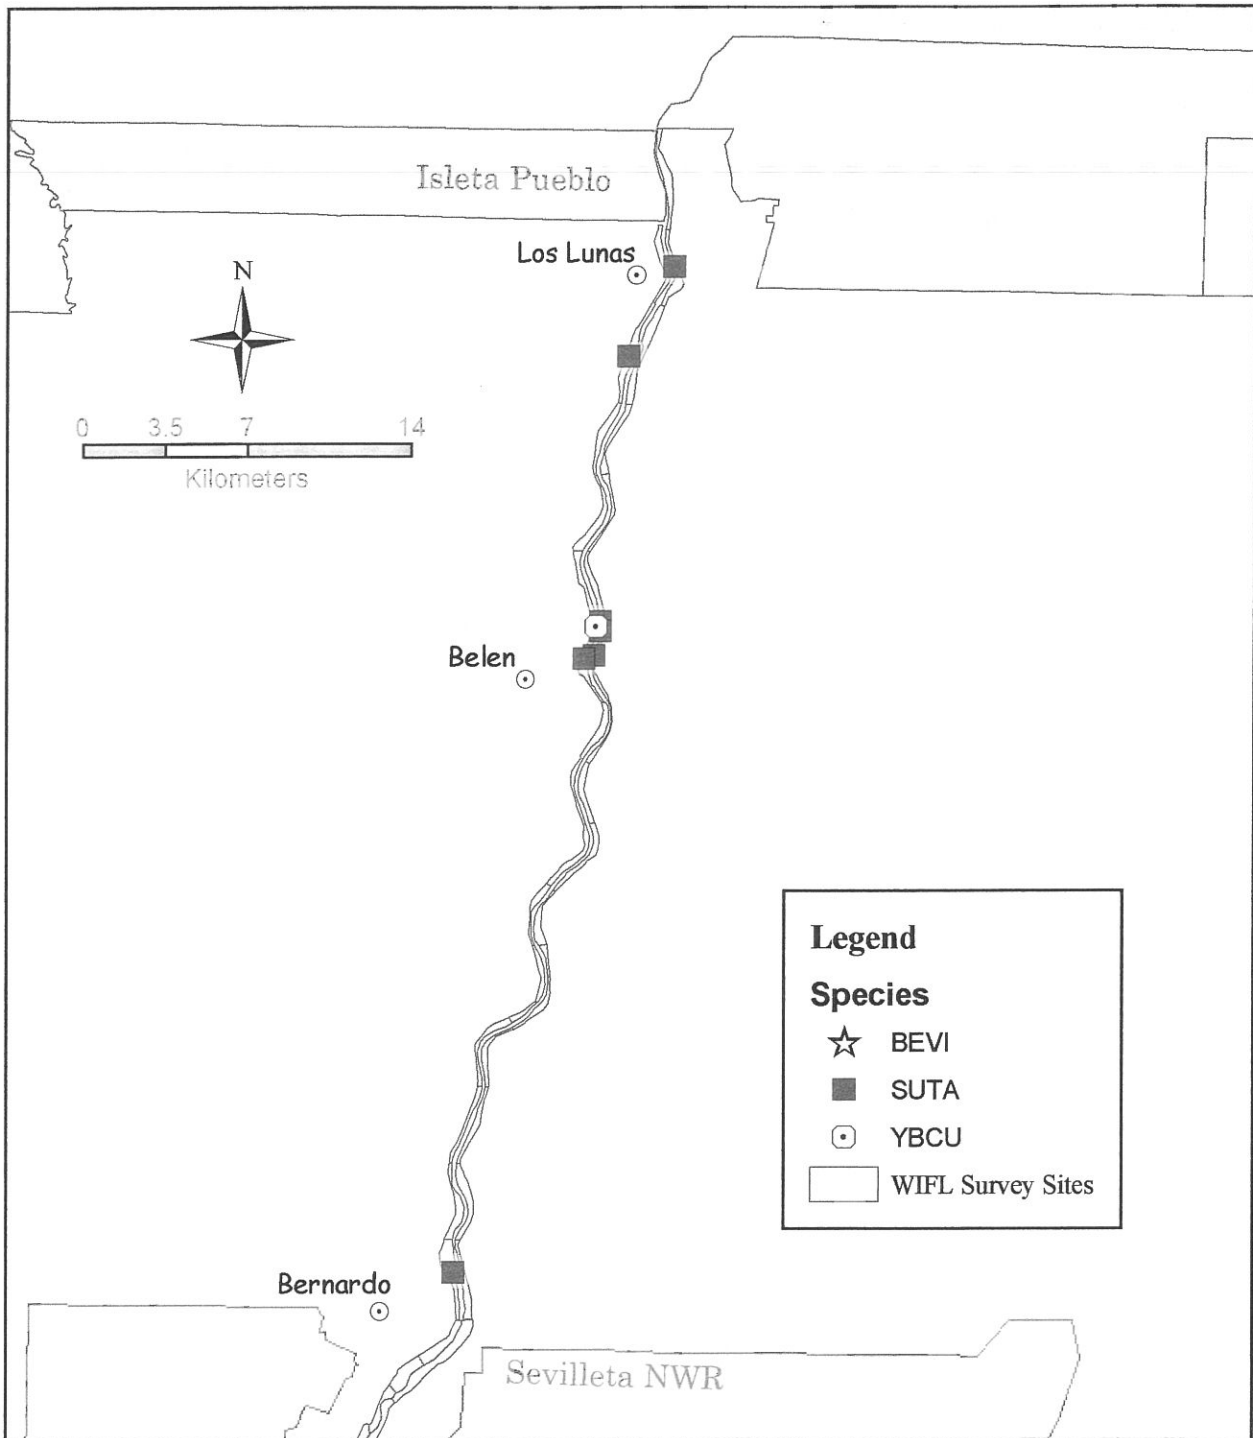 Isleta Pueblo
Los Lunas
N
0 3.5 7 14
Kilometers
Belen
Legend
Species
BEVI
SUTA
YBCU
WIFL Survey Sites
Bernardo
Sevilleta NWR